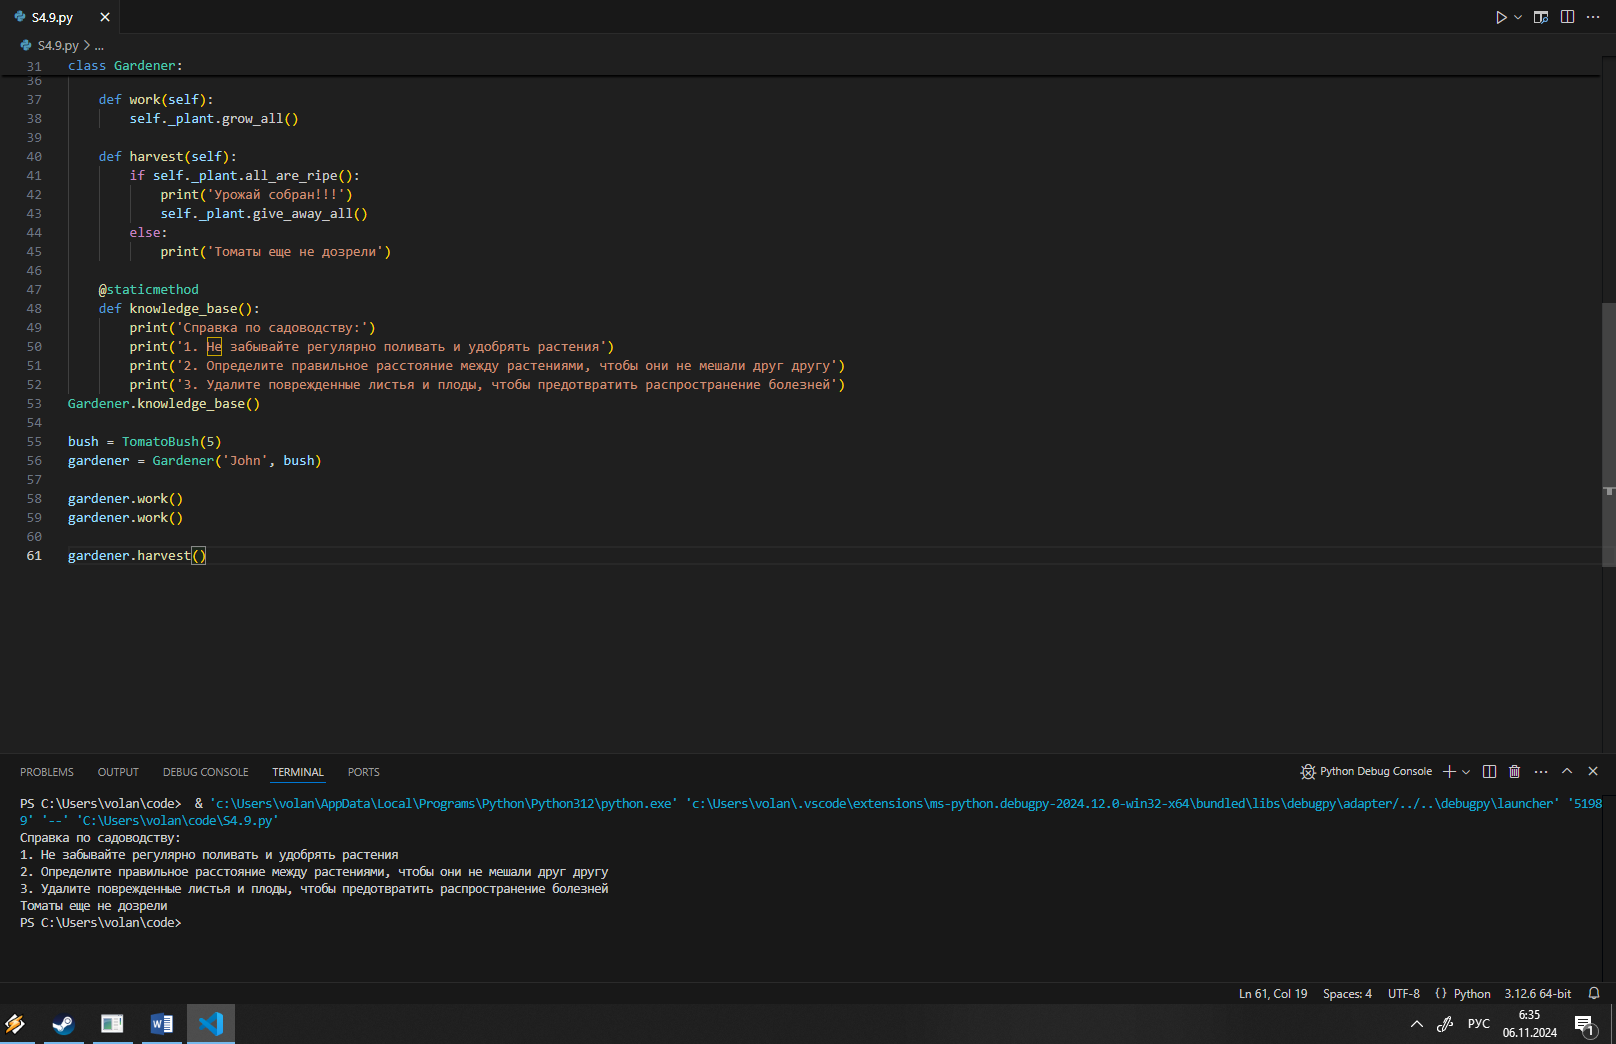 S4.9.py
S4.9.py > ...
31 class Gardener:
36
37 def work(self):
38 self._plant.grow_all()
39
40 def harvest(self):
41 if self._plant.all_are_ripe():
42 print('Урожай собран!!!')
43 self._plant.give_away_all()
44 else:
45 print('Томаты еще не дозрели')
46
47 @staticmethod
48 def knowledge_base():
49 print('Справка по садоводству:')
50 print('1. Не забывайте регулярно поливать и удобрять растения')
51 print('2. Определите правильное расстояние между растениями, чтобы они не мешали друг другу')
52 print('3. Удалите поврежденные листья и плоды, чтобы предотвратить распространение болезней')
53 Gardener.knowledge_base()
54
55 bush = TomatoBush(5)
56 gardener = Gardener('John', bush)
57
58 gardener.work()
59 gardener.work()
60
61 gardener.harvest()
PROBLEMS OUTPUT DEBUG CONSOLE TERMINAL PORTS Python Debug Console
PS C:\Users\volan\code> & 'c:\Users\volan\AppData\Local\Programs\Python\Python312\python.exe' 'c:\Users\volan\.vscode\extensions\ms-python.debugpy-2024.12.0-win32-x64\bundled\libs\debugpy\adapter/../..\debugpy\launcher' '5198
9' '--' 'C:\Users\volan\code\S4.9.py'
Справка по садоводству:
1. Не забывайте регулярно поливать и удобрять растения
2. Определите правильное расстояние между растениями, чтобы они не мешали друг другу
3. Удалите поврежденные листья и плоды, чтобы предотвратить распространение болезней
Томаты еще не дозрели
PS C:\Users\volan\code>
Ln 61, Col 19 Spaces: 4 UTF-8 {} Python 3.12.6 64-bit
РУС
6:35
06.11.2024
1